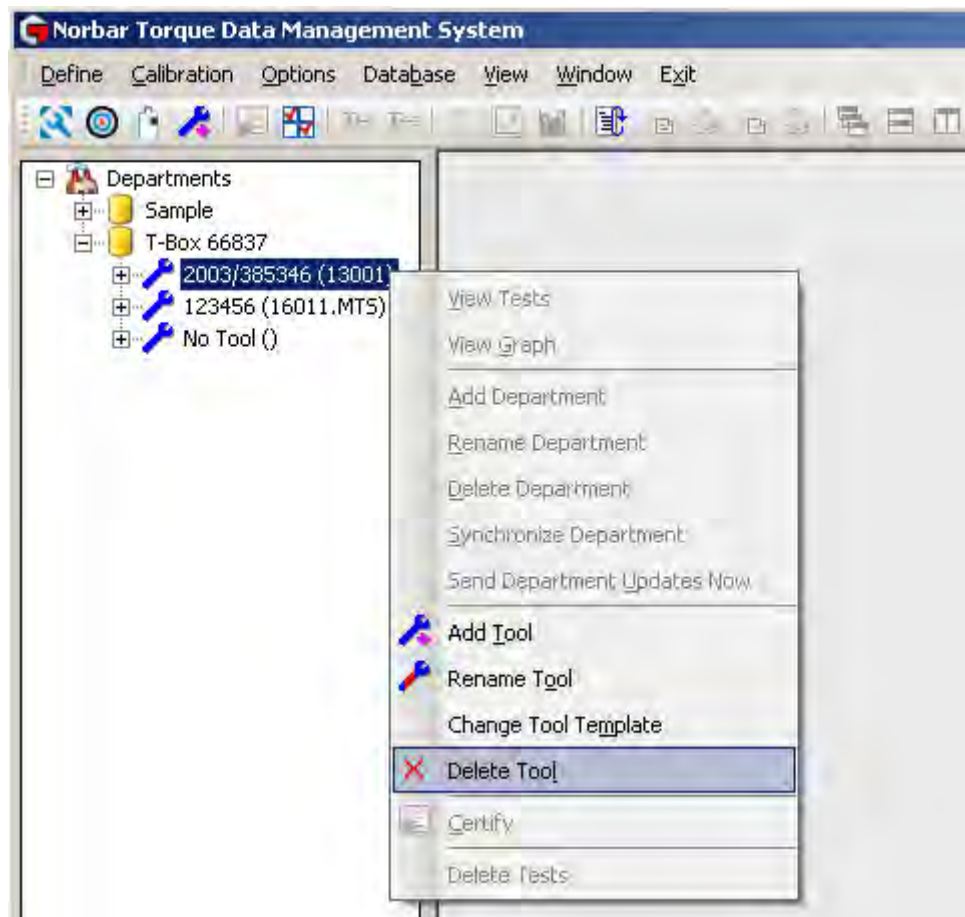 Norbar Torque Data Management System
Define Calibration Options Database View Window Exit
Departments
Sample
T-Box 66837
2003/385346 (13001)
123456 (16011.MTS)
No Tool ()
View Tests
View Graph
Add Department
Rename Department
Delete Department
Synchronize Department
Send Department Updates Now
Add Tool
Rename Tool
Change Tool Template
Delete Tool
Certify
Delete Tests